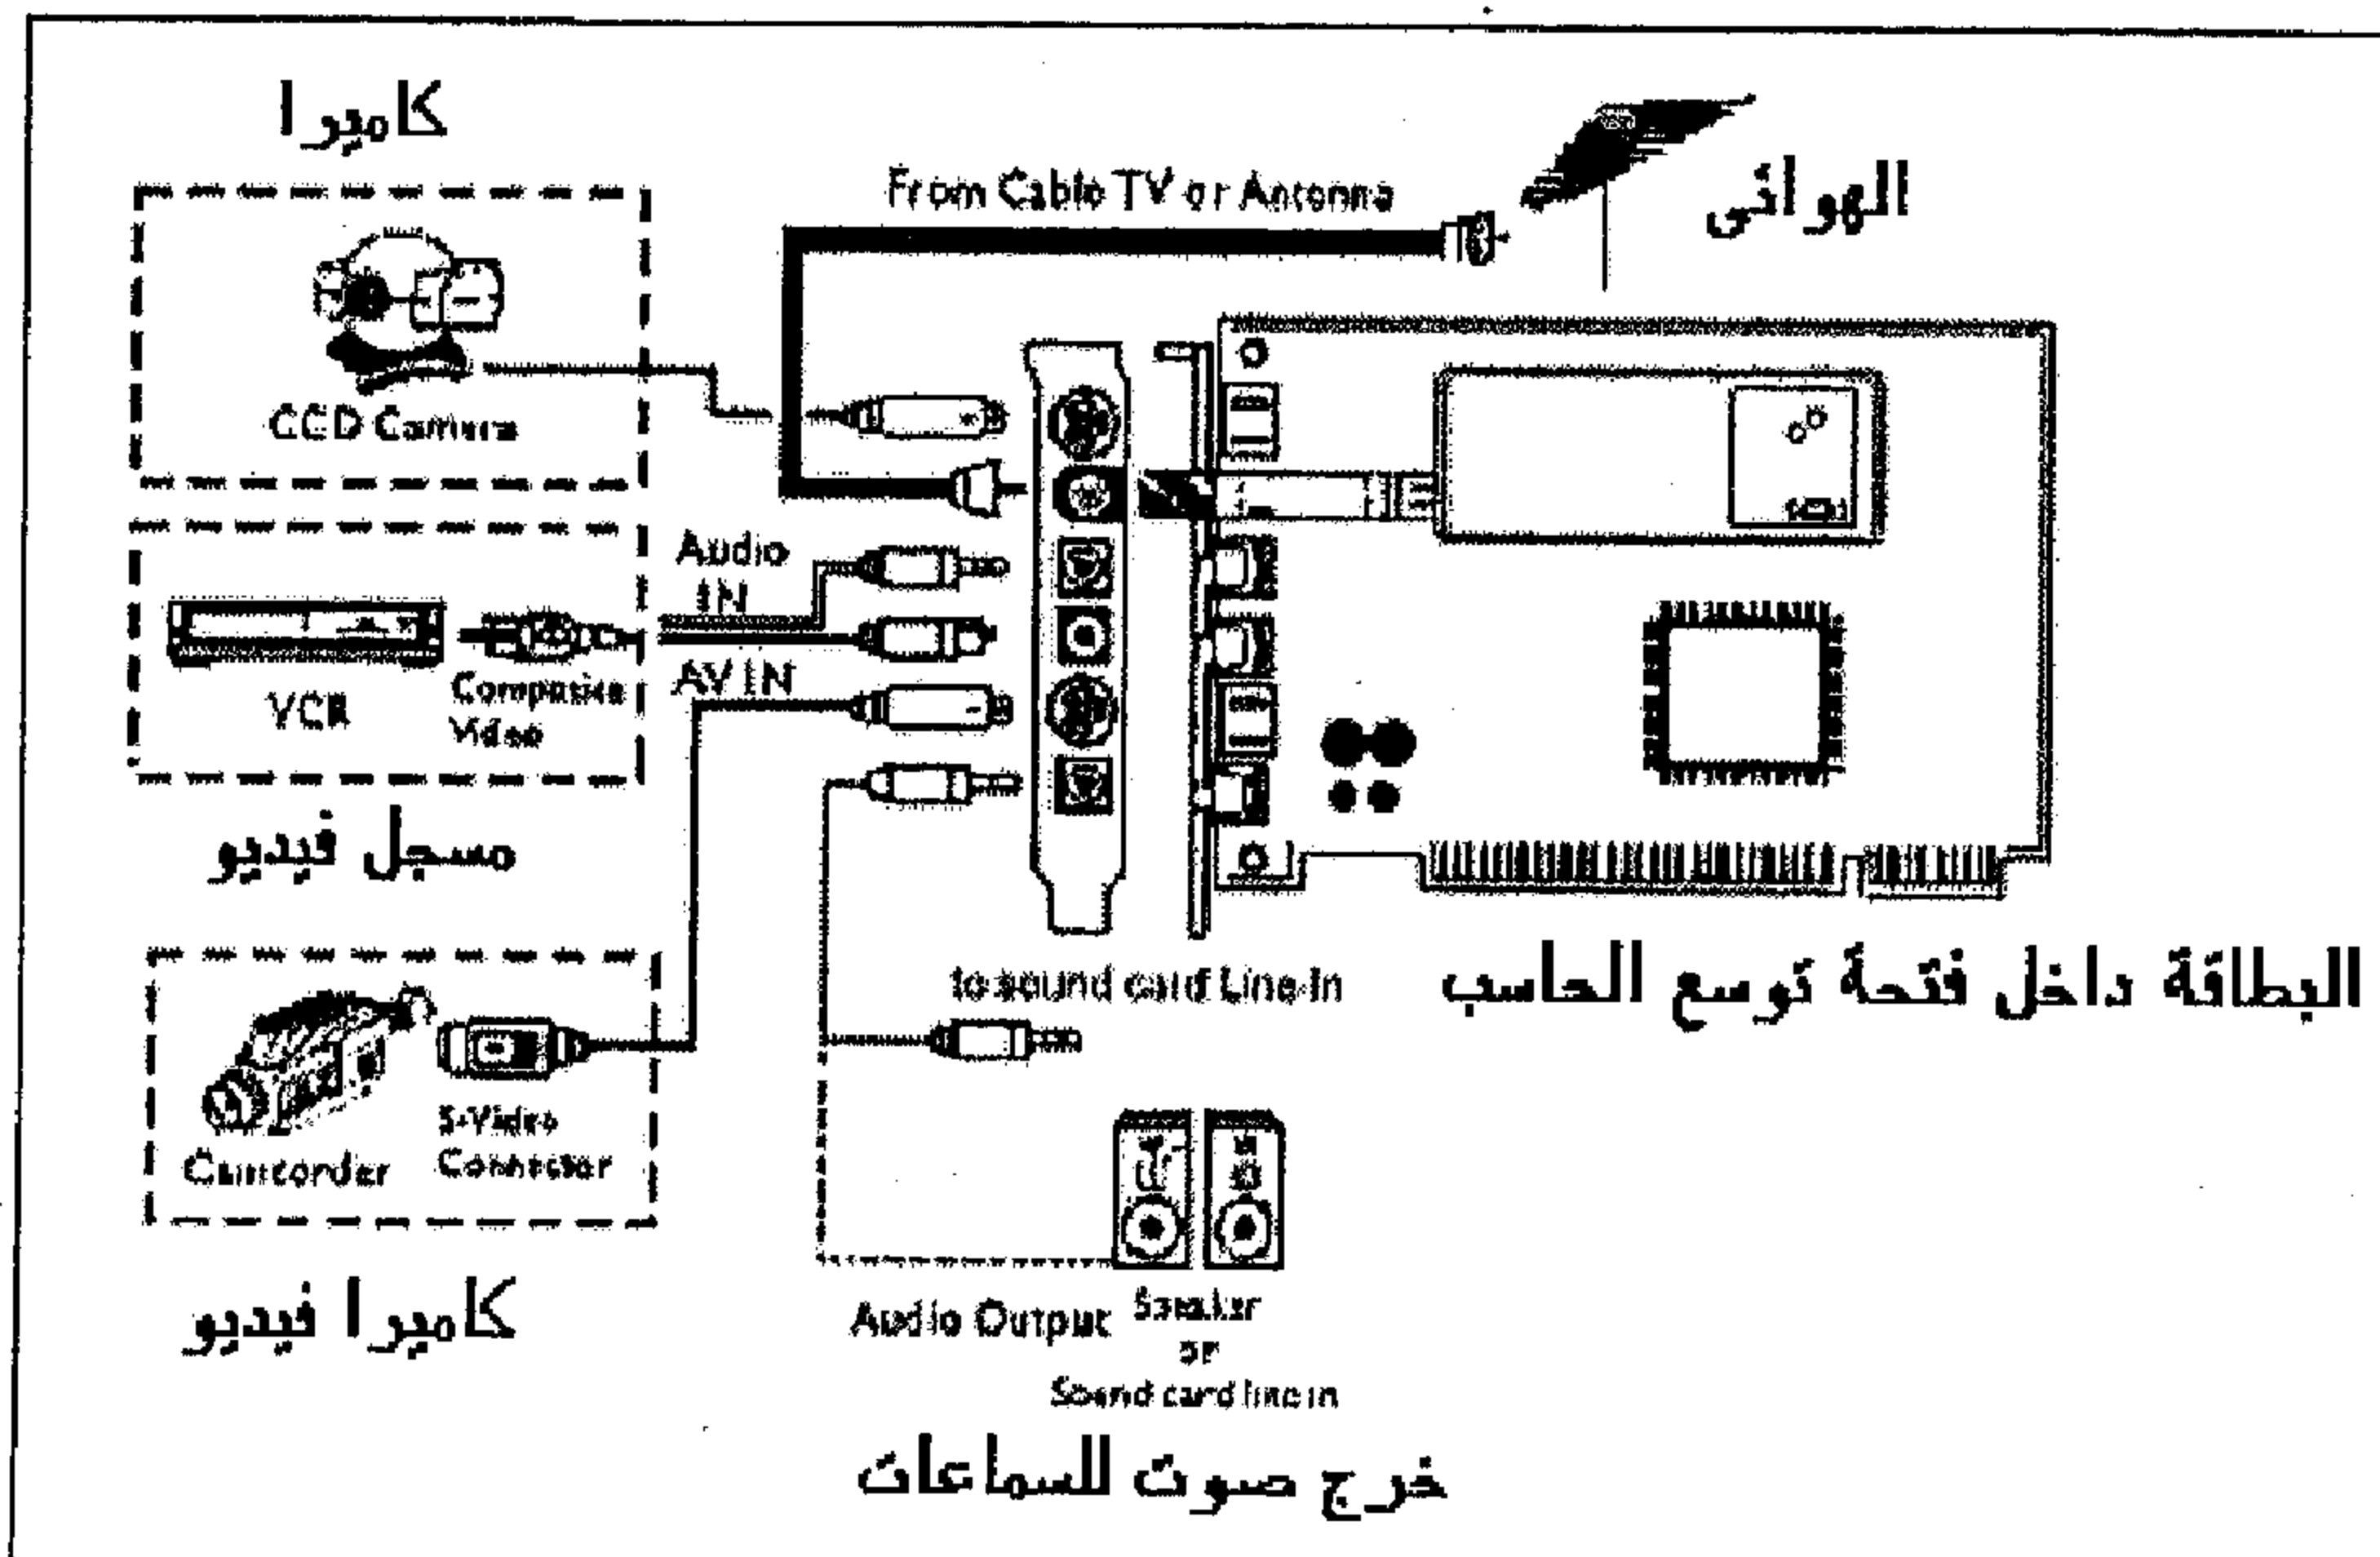 كاميرا
From Cable TV or Antenna
الهوائى
CCD Camera
Audio
IN
AV IN
VCR
Composite
Video
مسجل فيديو
to sound card Line-In
البطاقة داخل فتحة توسع الحاسب
S-Video
Connector
Camcorder
كاميرا فيديو
Audio Output
Speaker
or
Sound card line in
خرج صوت للسماعات